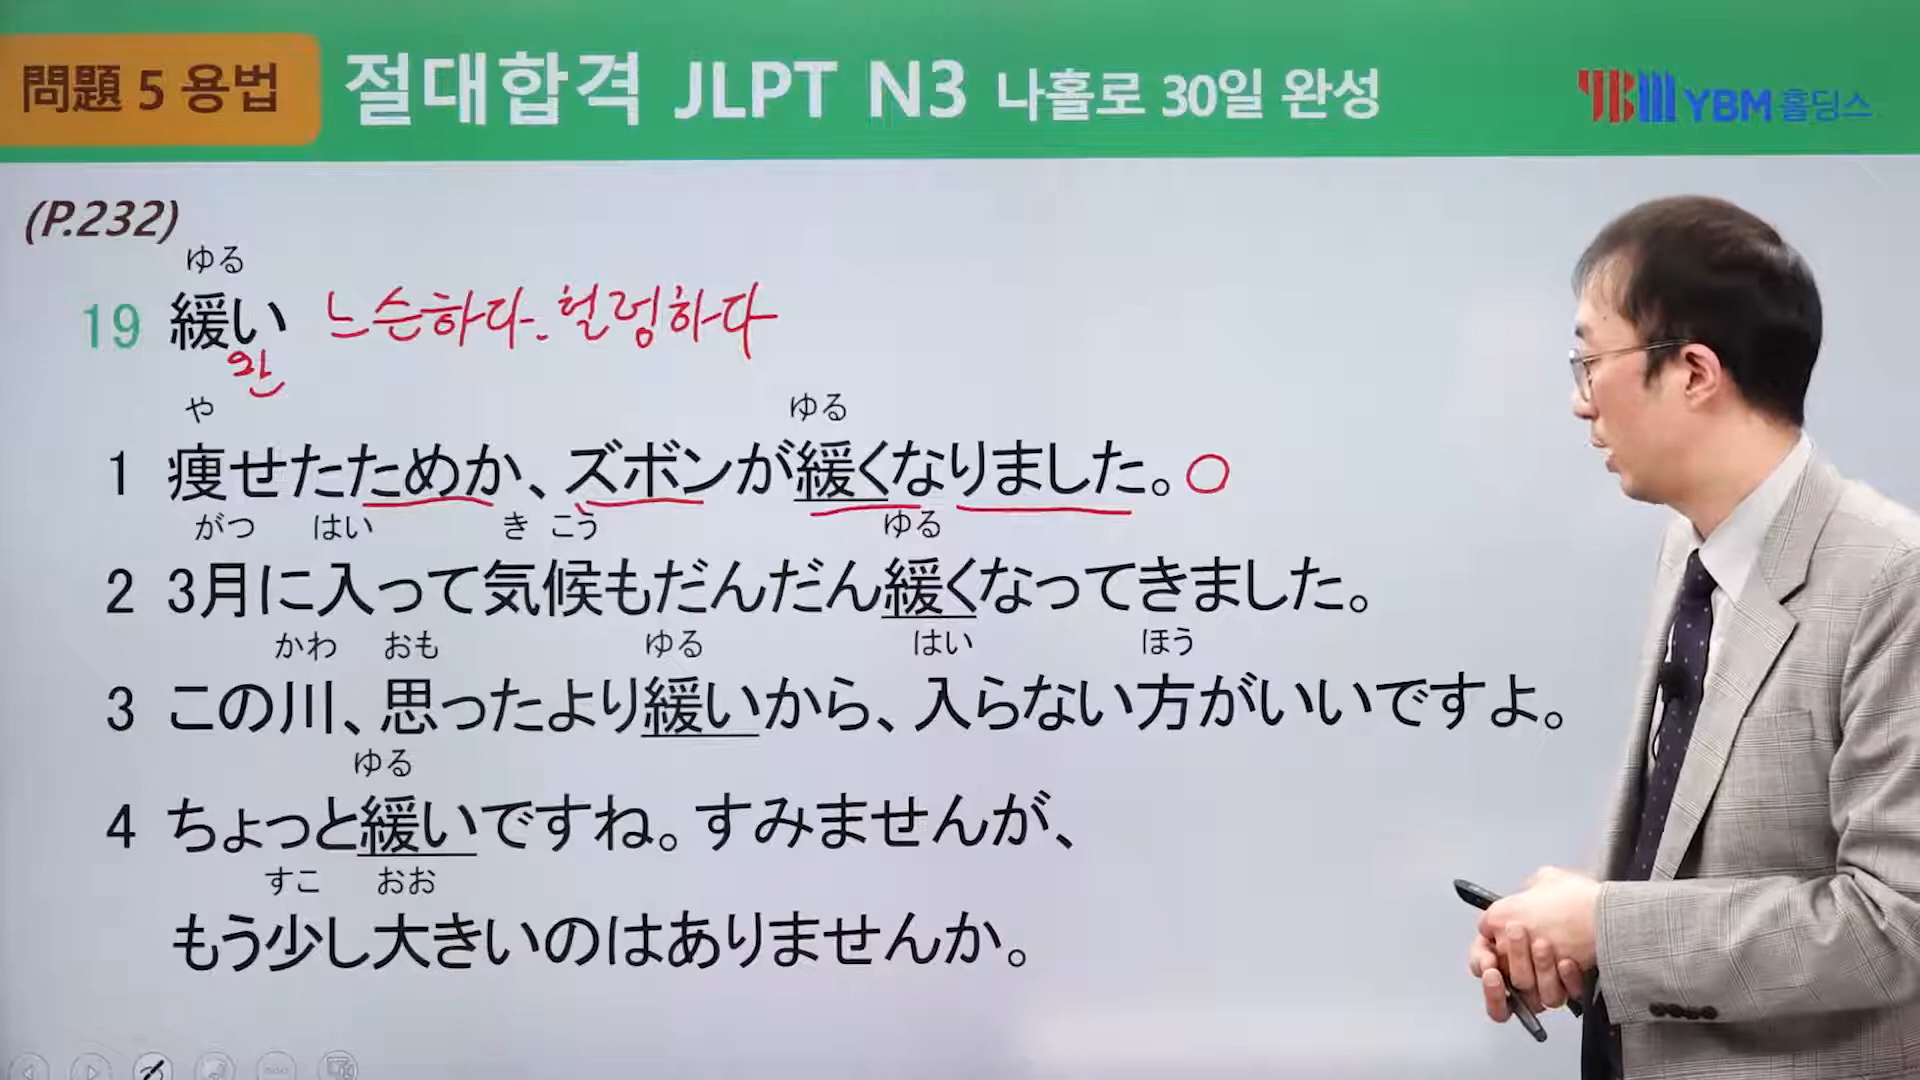 問題 5 용법
절대합격 JLPT N3 나홀로 30일 완성
YBM YBM 홀딩스
(P.232)
ゆる
19 緩い 느슨하다. 헐렁하다
완
や ゆる
1 痩せたためか、ズボンが緩くなりました。○
がつ はい き こう ゆる
2 3月に入って気候もだんだん緩くなってきました。
かわ おも ゆる はい ほう
3 この川、思ったより緩いから、入らない方がいいですよ。
ゆる
4 ちょっと緩いですね。すみませんが、
すこ おお
もう少し大きいのはありませんか。